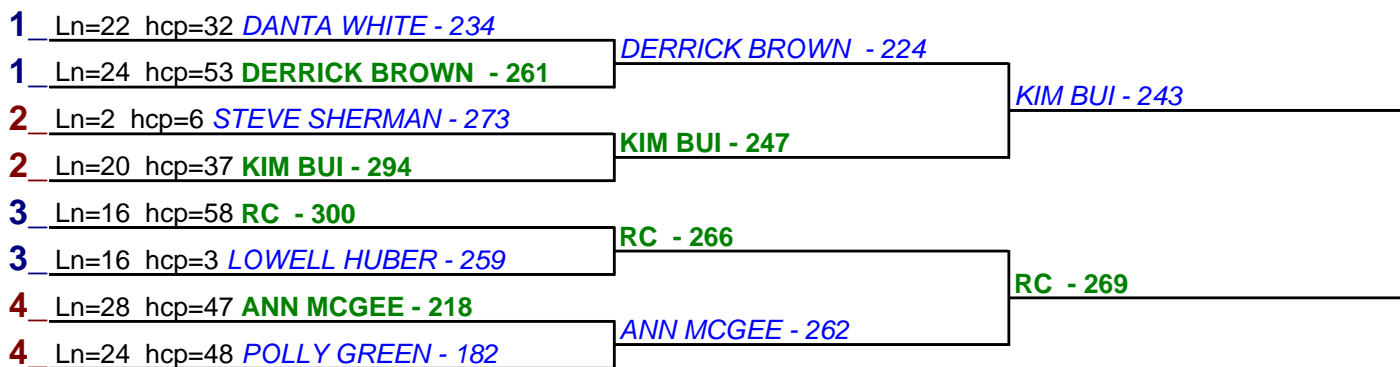 1_ Ln=22 hcp=32 DANTA WHITE - 234
DERRICK BROWN - 224
1_ Ln=24 hcp=53 DERRICK BROWN - 261
KIM BUI - 243
2_ Ln=2 hcp=6 STEVE SHERMAN - 273
KIM BUI - 247
2_ Ln=20 hcp=37 KIM BUI - 294
3_ Ln=16 hcp=58 RC - 300
RC - 266
3_ Ln=16 hcp=3 LOWELL HUBER - 259
RC - 269
4_ Ln=28 hcp=47 ANN MCGEE - 218
ANN MCGEE - 262
4_ Ln=24 hcp=48 POLLY GREEN - 182